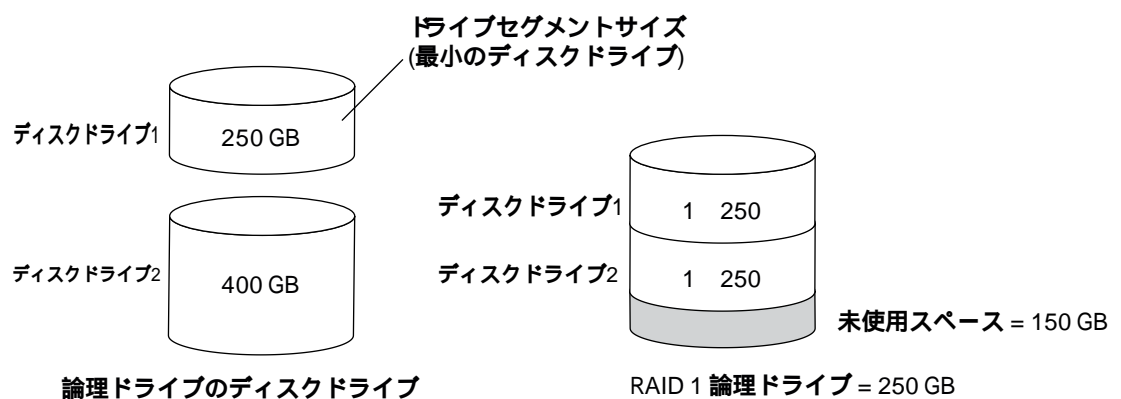 ドライブセグメントサイズ
(最小のディスクドライブ)
ディスクドライブ1
250 GB
ディスクドライブ2
400 GB
論理ドライブのディスクドライブ
ディスクドライブ1
1 250
ディスクドライブ2
1 250
未使用スペース = 150 GB
RAID 1 論理ドライブ = 250 GB